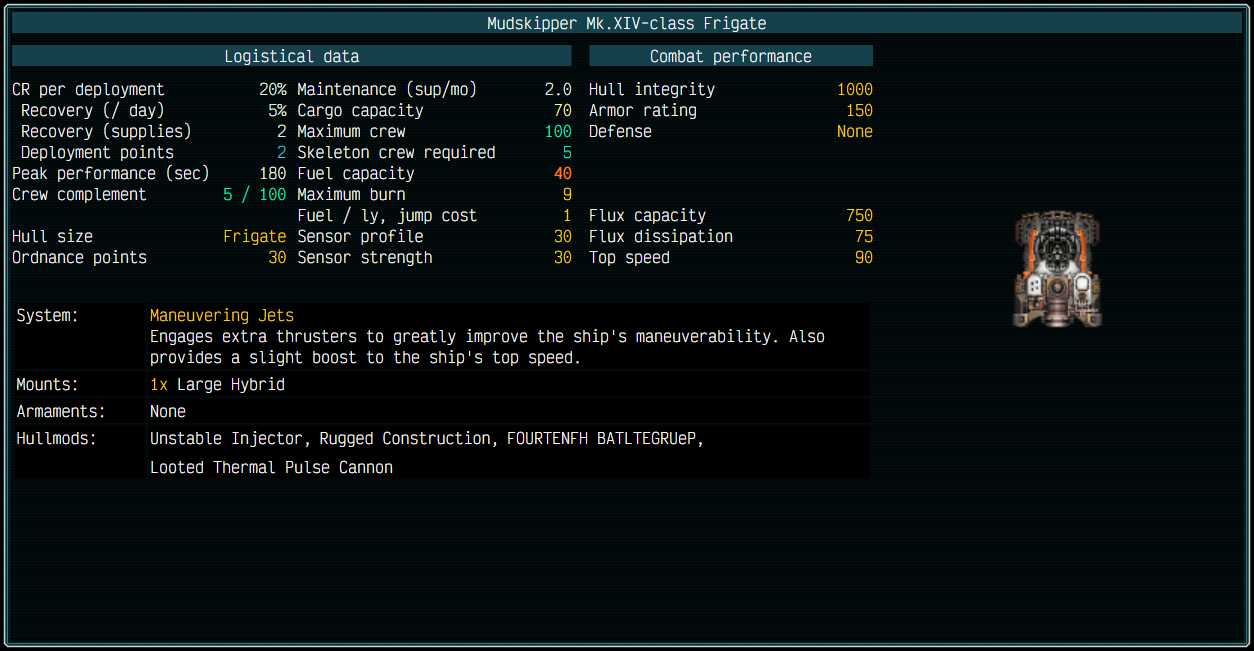 Mudskipper Mk.XIV-class Frigate
Logistical data Combat performance
CR per deployment 20% Maintenance (sup/mo) 2.0 Hull integrity 1000
Recovery (/ day) 5% Cargo capacity 70 Armor rating 150
Recovery (supplies) 2 Maximum crew 100 Defense None
Deployment points 2 Skeleton crew required 5
Peak performance (sec) 180 Fuel capacity 40
Crew complement 5 / 100 Maximum burn 9
Fuel / ly, jump cost 1 Flux capacity 750
Hull size Frigate Sensor profile 30 Flux dissipation 75
Ordnance points 30 Sensor strength 30 Top speed 90
System: Maneuvering Jets
Engages extra thrusters to greatly improve the ship's maneuverability. Also
provides a slight boost to the ship's top speed.
Mounts: 1x Large Hybrid
Armaments: None
Hullmods: Unstable Injector, Rugged Construction, FOURTENFH BATLTEGRUeP,
Looted Thermal Pulse Cannon